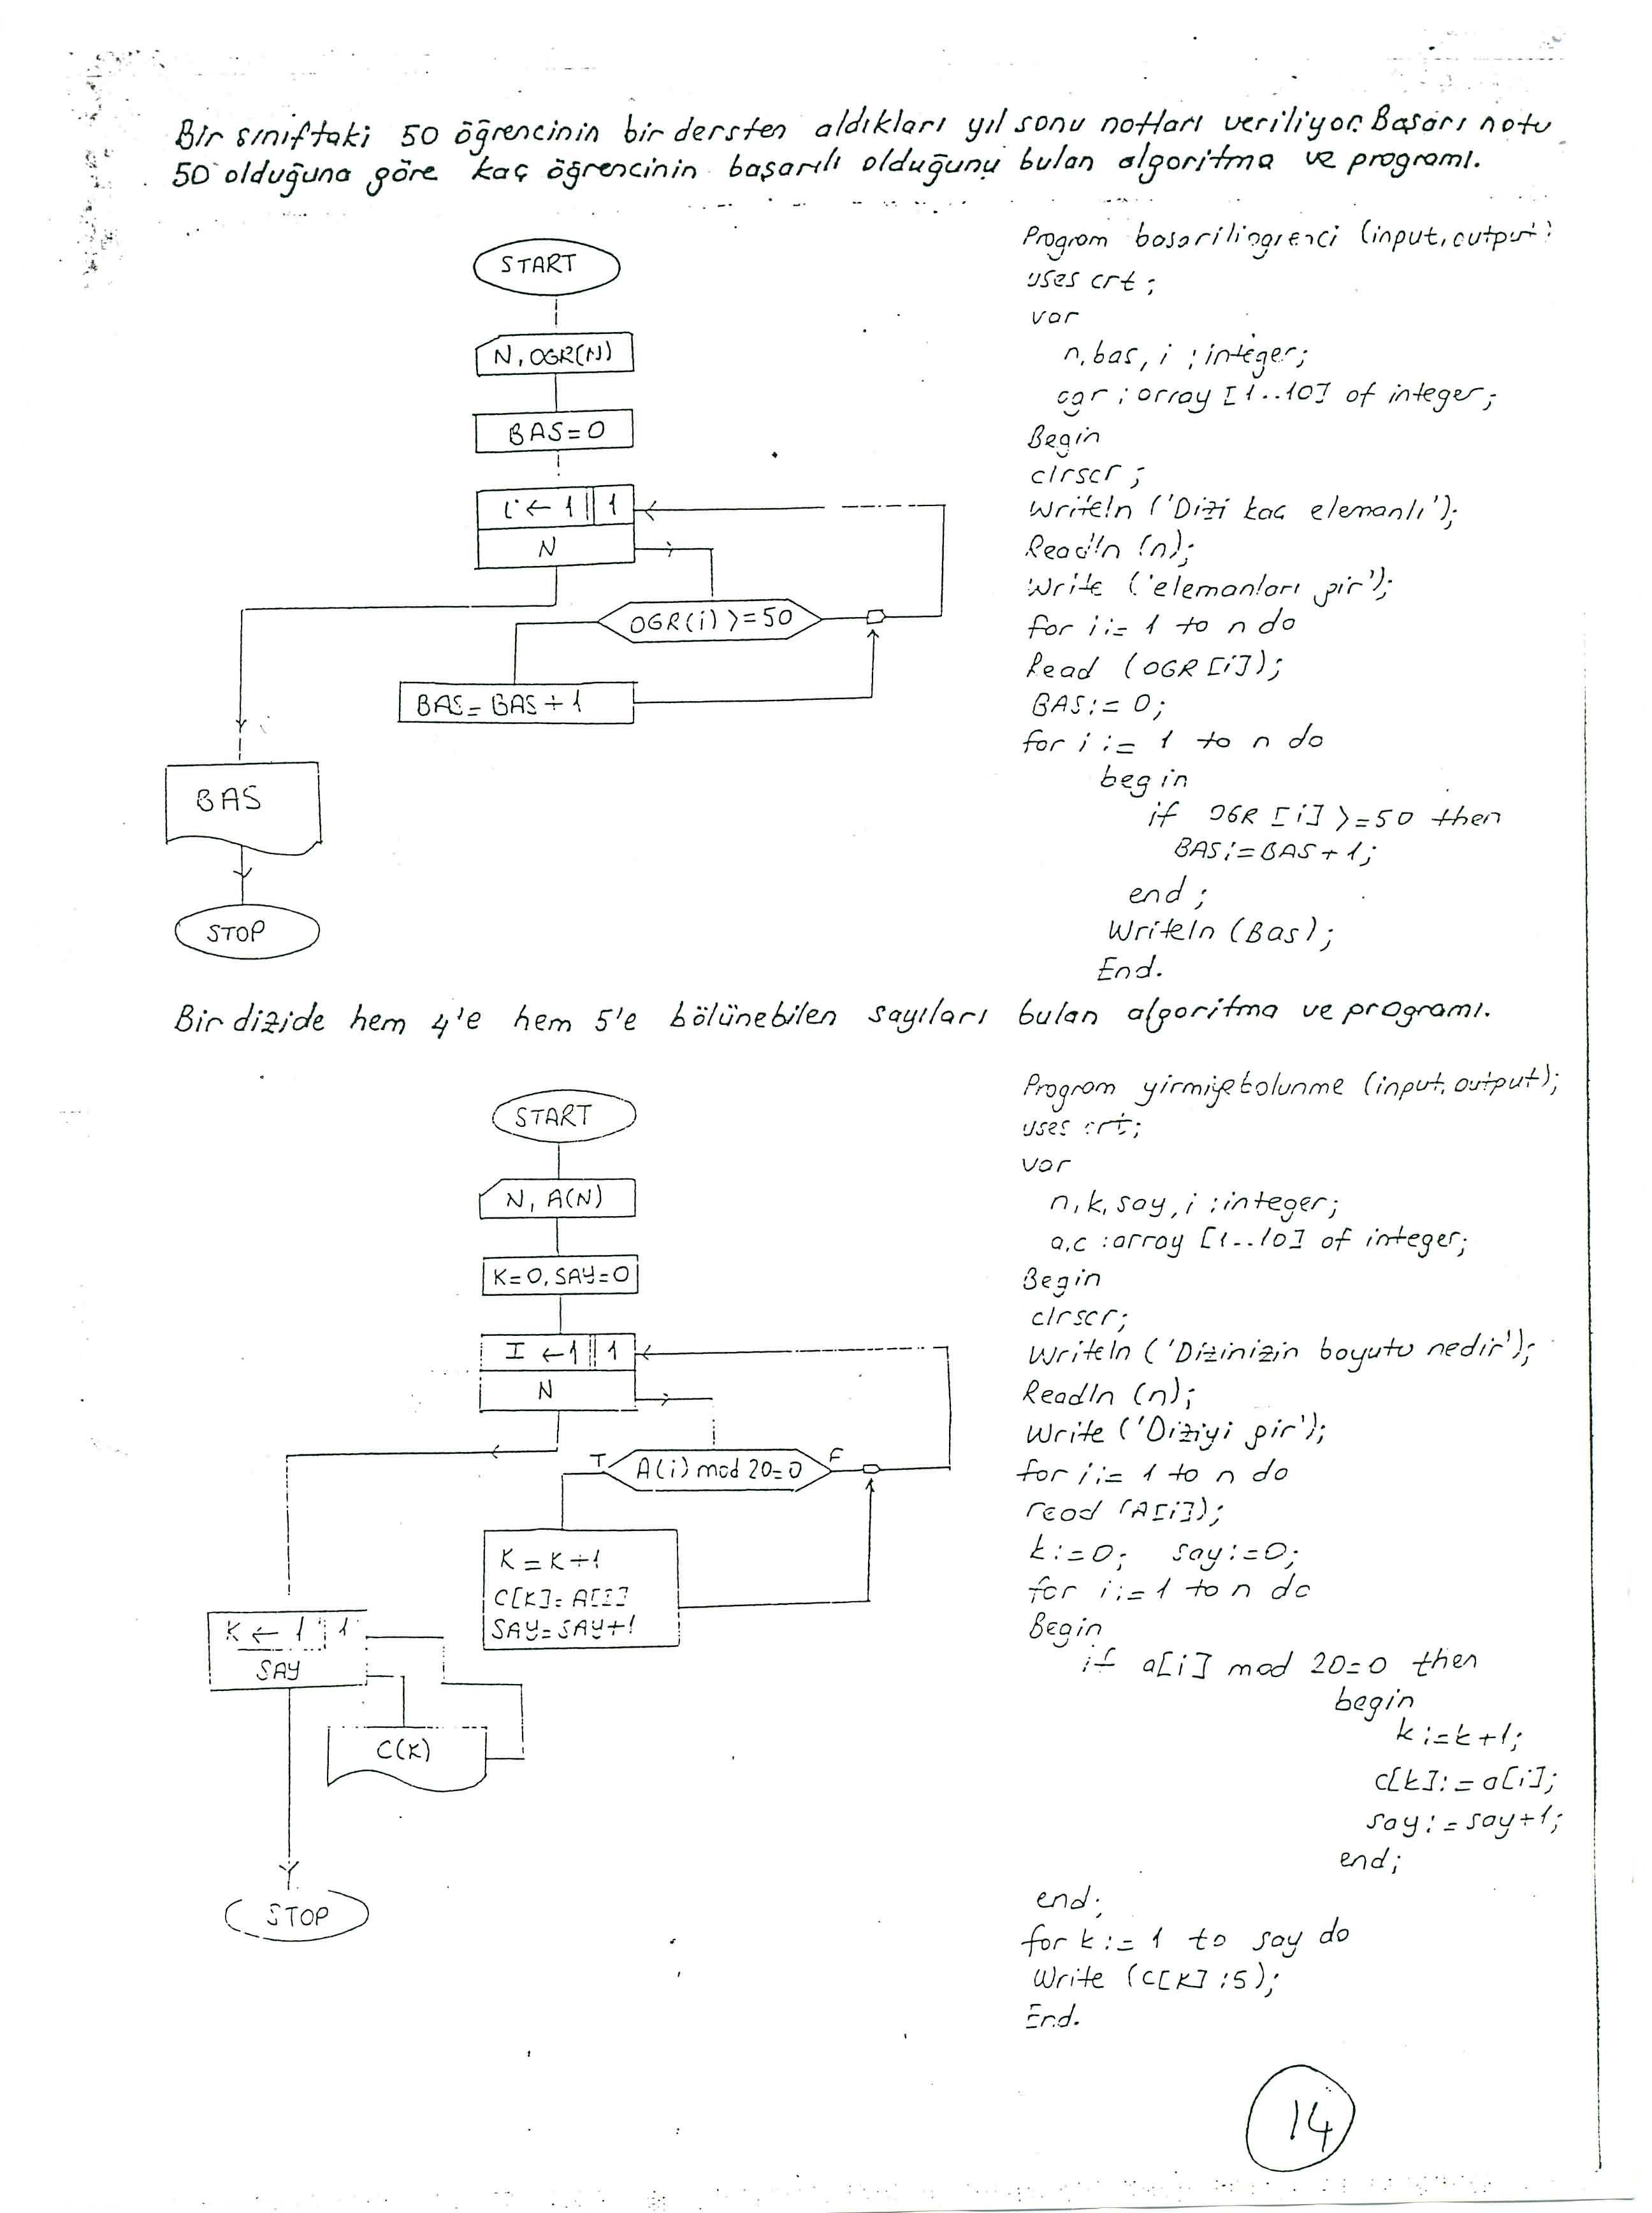 Bir sınıftaki 50 öğrencinin bir dersten aldıkları yıl sonu notları veriliyor. Başarı notu
50 olduğuna göre kaç öğrencinin başarılı olduğunu bulan algoritma ve programı.
START
N, OGR(N)
BAS=0
i ← 1 1
N
OGR(i) >= 50
BAS = BAS + 1
BAS
STOP
Program basariliogrenci (input, output)
uses crt;
var
n, bas, i : integer;
ogr : array [1..10] of integer;
Begin
clrscr;
Writeln ('Dizi kac elemanlı');
Readln (n);
Write ('elemanları gir');
for i := 1 to n do
Read (OGR [i]);
BAS := 0;
for i := 1 to n do
begin
if OGR [i] >= 50 then
BAS := BAS + 1;
end;
Writeln (Bas);
End.
Bir dizide hem 4'e hem 5'e bölünebilen sayıları bulan algoritma ve programı.
START
N, A(N)
K=0, SAY=0
I ← 1 1
N
T A(i) mod 20=0 F
K = K+1
C[K]= A[i]
SAY= SAY+1
K ← 1 1
SAY
C(K)
STOP
Program yirmiyebolunme (input, output);
uses crt;
var
n, k, say, i : integer;
a,c : array [1..10] of integer;
Begin
clrscr;
Writeln ('Dizinizin boyutu nedir');
Readln (n);
Write ('Diziyi gir');
for i := 1 to n do
read (A[i]);
k:=0; say:=0;
for i:= 1 to n do
Begin
if a[i] mod 20=0 then
begin
k:=k+1;
c[k]:= a[i];
say:= say+1;
end;
end;
for k := 1 to say do
Write (C[K] :5);
End.
14